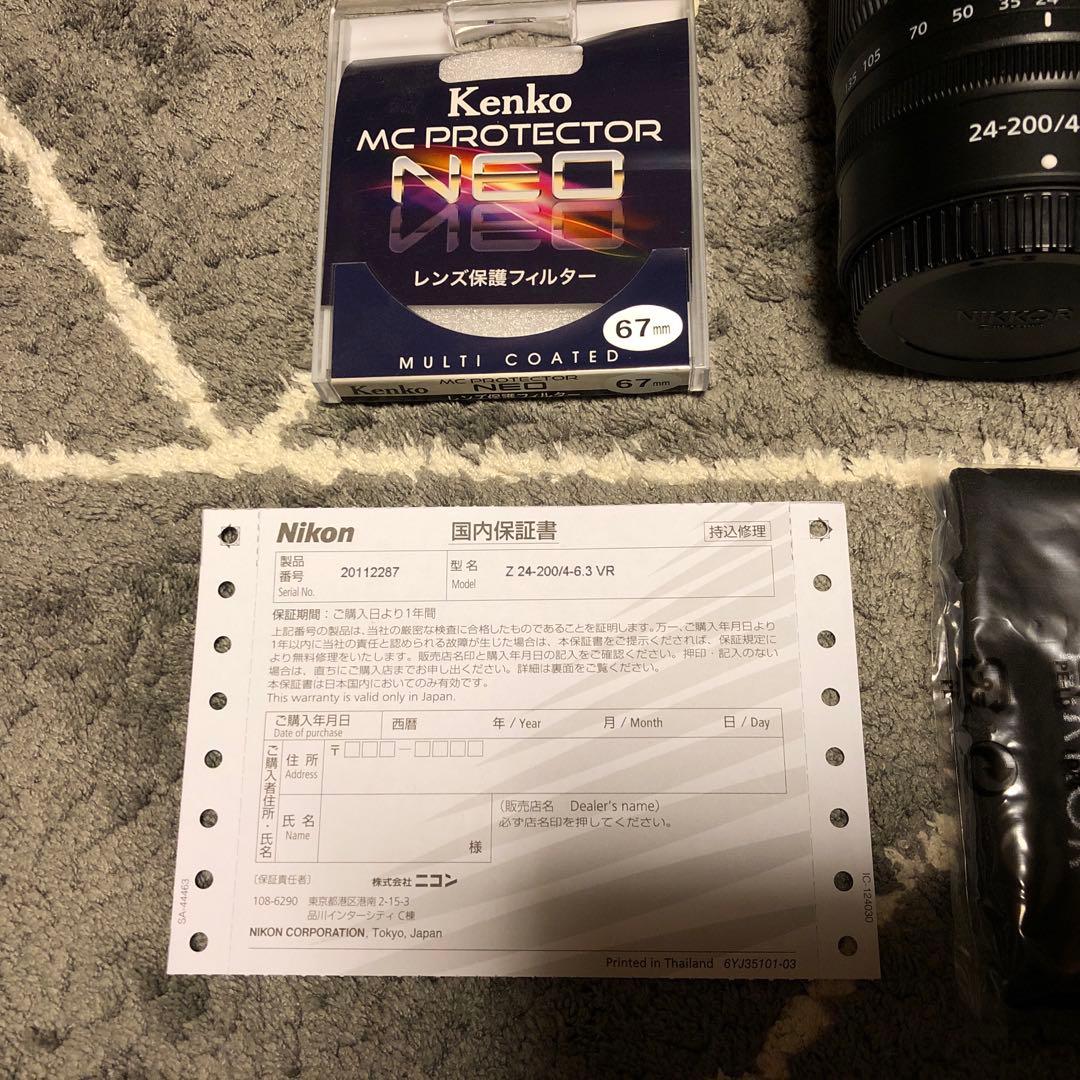 Kenko
MC PROTECTOR
NEO
レンズ保護フィルター
67mm
MULTI COATED
Kenko
MC PROTECTOR
NEO
レンズ保護フィルター
67mm
135 105 70 50 35 24
24-200/4
NIKKOR
Nikon 国内保証書 持込修理
製品
番号
Serial No.
20112287
型名
Model
Z 24-200/4-6.3 VR
保証期間：ご購入日より1年間
上記番号の製品は、当社の厳密な検査に合格したものであることを証明します。万一、ご購入年月日より
1年以内に当社の責任と認められる故障が生じた場合は、本保証書をご提示くだされば、保証規定に
より無料修理をいたします。販売店名印と購入年月日の記入をご確認ください。押印・記入のない
場合は、直ちにご購入店までお申し出ください。詳細は裏面をご覧ください。
本保証書は日本国内においてのみ有効です。
This warranty is valid only in Japan.
ご購入年月日
Date of purchase
西暦 年 / Year 月 / Month 日 / Day
ご購入者住所・氏名
住所
Address
〒
氏名
Name
様
（販売店名 Dealer's name）
必ず店名印を押してください。
〔保証責任者〕 株式会社 ニコン
108-6290 東京都港区港南 2-15-3
品川インターシティ C棟
NIKON CORPORATION, Tokyo, Japan
Printed in Thailand 6YJ35101-03
SA-44463
IC-124030